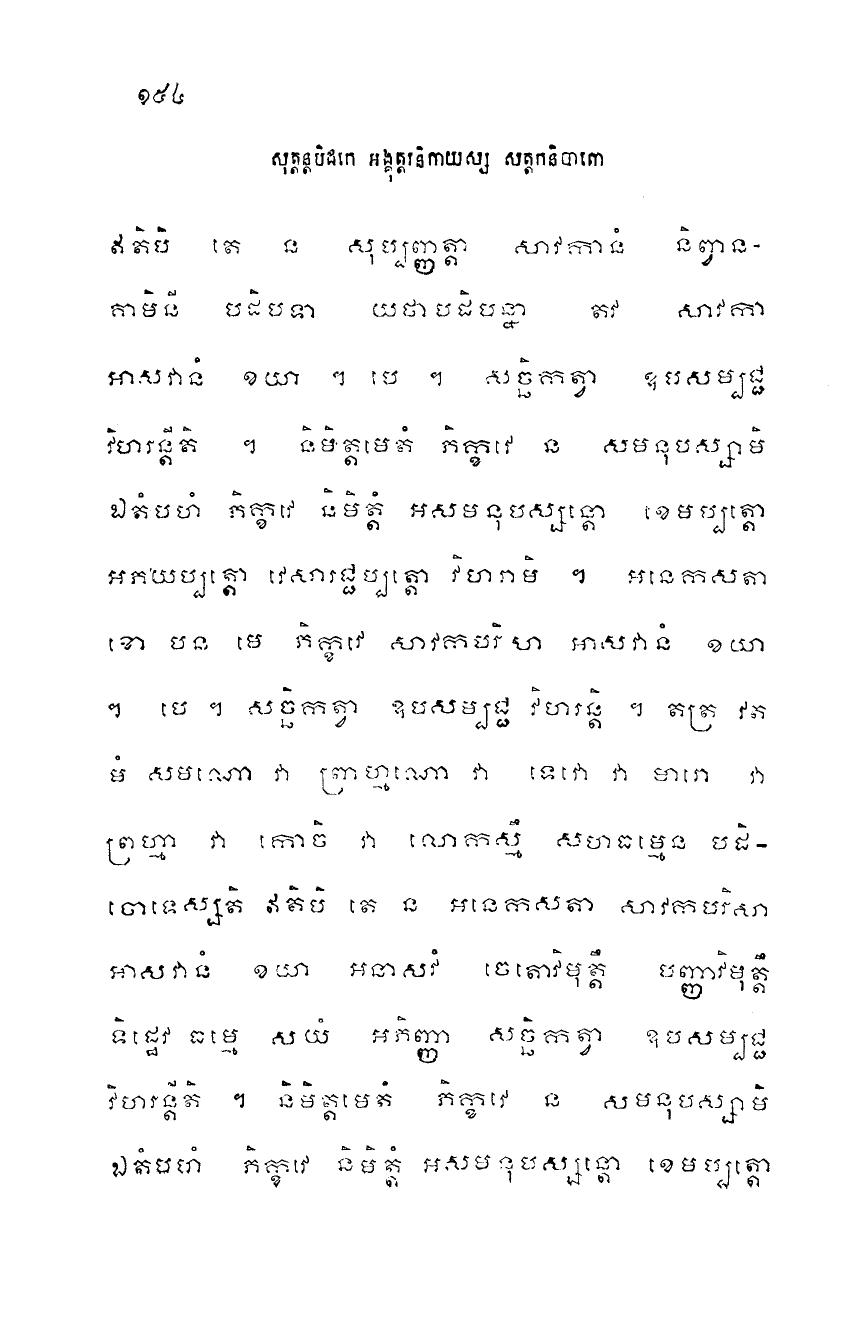 ១៥៤
សុត្តន្តបិដកេ អង្គុត្តរនិកាយស្ស សត្តកនិបាតោ
ឥតិបិ តេ ន សុប្បញ្ញត្តា សាវកានំ និព្វាន-
គាមិនី បដិបទា យថាបដិបន្នា តវ សាវកា
អាសវានំ ខយា ។ បេ ។ សច្ឆិកត្វា ឧបសម្បជ្ជ
វិហរន្តីតិ ។ និមិត្តមេតំ ភិក្ខវេ ន សមនុបស្សាមិ
ឯតំបហំ ភិក្ខវេ និមិត្តំ អសមនុបស្សន្តោ ខេមប្បត្តោ
អភយប្បត្តោ វេសារជ្ជប្បត្តោ វិហរាមិ ។ អនេកសតា
ខោ បន មេ ភិក្ខវេ សាវកបរិសា អាសវានំ ខយា
។ បេ ។ សច្ឆិកត្វា ឧបសម្បជ្ជ វិហរន្តិ ។ តត្រ វត
មំ សមណោ វា ព្រាហ្មណោ វា ទេវោ វា មារោ វា
ព្រហ្មា វា កោចិ វា លោកស្មឹ សហធម្មេន បដិ-
ចោទេស្សតិ ឥតិបិ តេ ន អនេកសតា សាវកបរិសា
អាសវានំ ខយា អនាសវំ ចេតោវិមុត្តឹ បញ្ញាវិមុត្តឹ
ទិដ្ឋេវ ធម្មេ សយំ អភិញ្ញា សច្ឆិកត្វា ឧបសម្បជ្ជ
វិហរន្តីតិ ។ និមិត្តមេតំ ភិក្ខវេ ន សមនុបស្សាមិ
ឯតំបហំ ភិក្ខវេ និមិត្តំ អសមនុបស្សន្តោ ខេមប្បត្តោ